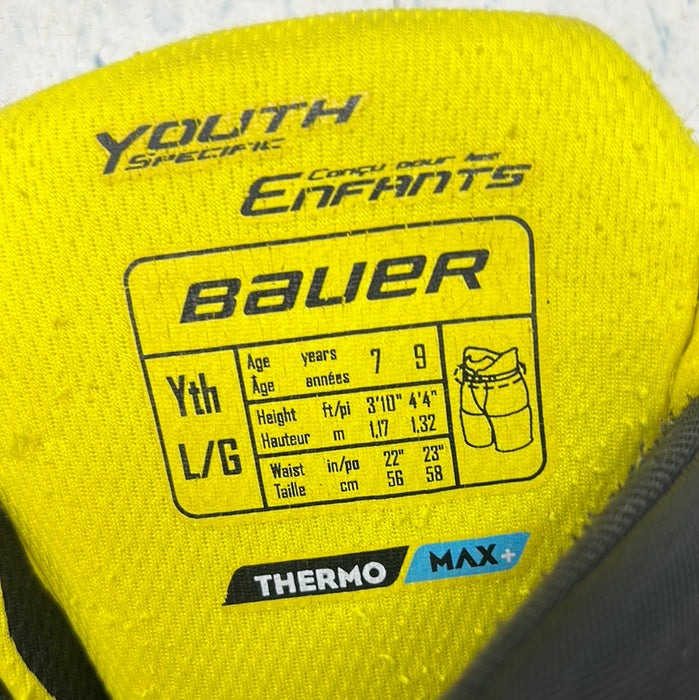 YOUTH
SPECIFIC
Conçu pour les
ENFANTS
BAUER
Yth
L/G
Age years 7 9
Âge années
Height ft/pi 3'10" 4'4"
Hauteur m 1,17 1,32
Waist in/po 22" 23"
Taille cm 56 58
THERMO MAX+